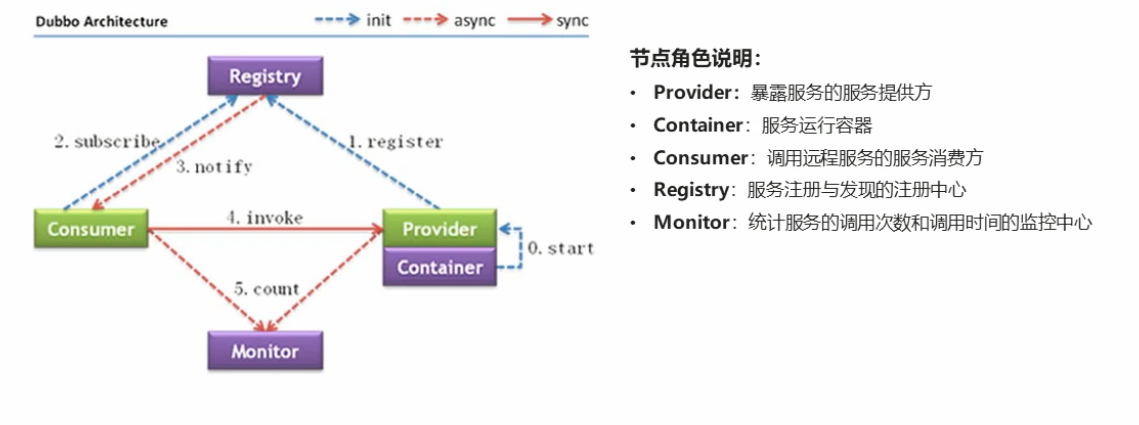 Dubbo Architecture
init
async
sync
Registry
2. subscribe
1. register
3. notify
Consumer
4. invoke
Provider
Container
0. start
5. count
Monitor
节点角色说明：
• Provider：暴露服务的服务提供方
• Container：服务运行容器
• Consumer：调用远程服务的服务消费方
• Registry：服务注册与发现的注册中心
• Monitor：统计服务的调用次数和调用时间的监控中心